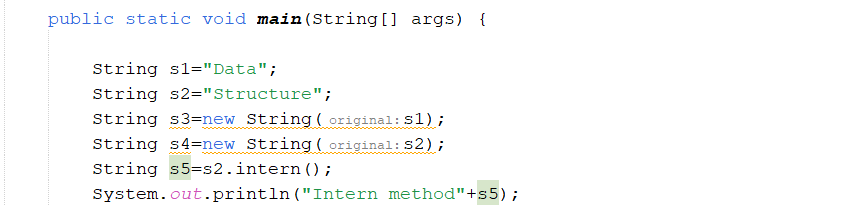 public static void main(String[] args) {
String s1="Data";
String s2="Structure";
String s3=new String( original: s1);
String s4=new String( original: s2);
String s5=s2.intern();
System.out.println("Intern method"+s5);